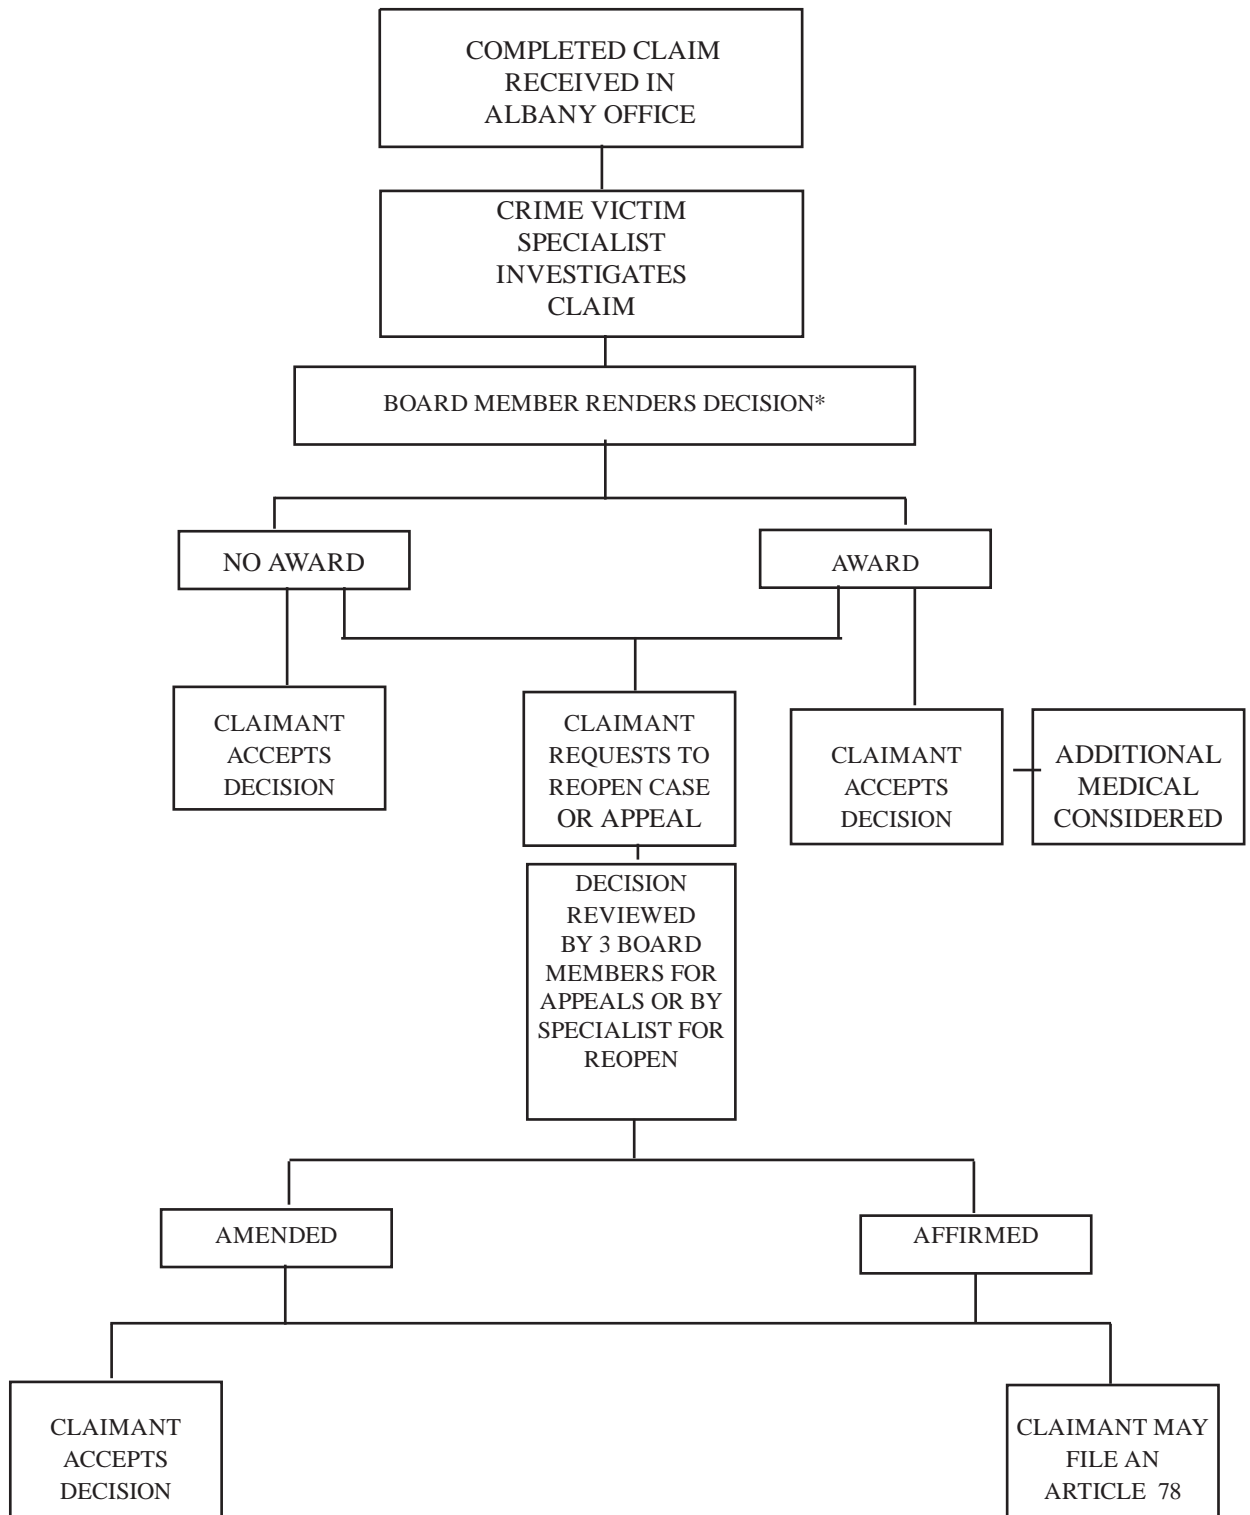 COMPLETED CLAIM
RECEIVED IN
ALBANY OFFICE
CRIME VICTIM
SPECIALIST
INVESTIGATES
CLAIM
BOARD MEMBER RENDERS DECISION*
NO AWARD
AWARD
CLAIMANT
ACCEPTS
DECISION
CLAIMANT
REQUESTS TO
REOPEN CASE
OR APPEAL
CLAIMANT
ACCEPTS
DECISION
ADDITIONAL
MEDICAL
CONSIDERED
DECISION
REVIEWED
BY 3 BOARD
MEMBERS FOR
APPEALS OR BY
SPECIALIST FOR
REOPEN
AMENDED
AFFIRMED
CLAIMANT
ACCEPTS
DECISION
CLAIMANT MAY
FILE AN
ARTICLE 78